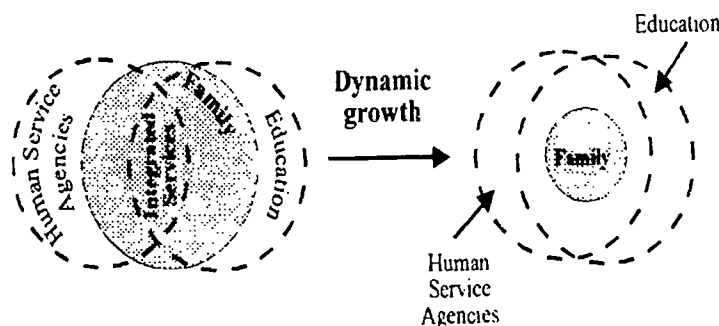 Human Service
Agencies
Integrated
Services
Family
Education
Dynamic
growth
Education
Family
Human
Service
Agencies